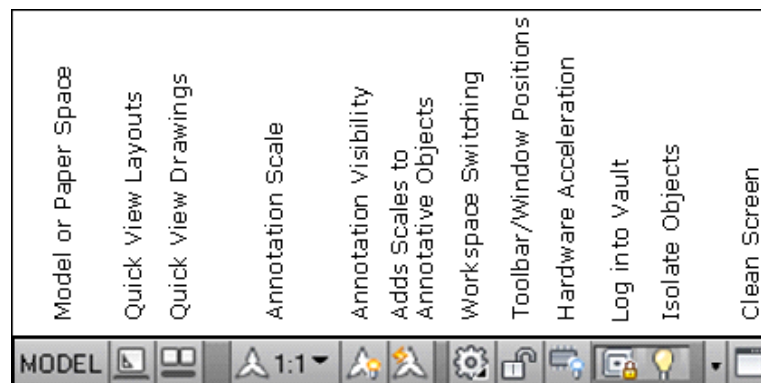 Model or Paper Space
Quick View Layouts
Quick View Drawings
Annotation Scale
Annotation Visibility
Adds Scales to
Annotative Objects
Workspace Switching
Toolbar/Window Positions
Hardware Acceleration
Log into Vault
Isolate Objects
Clean Screen
MODEL 1:1